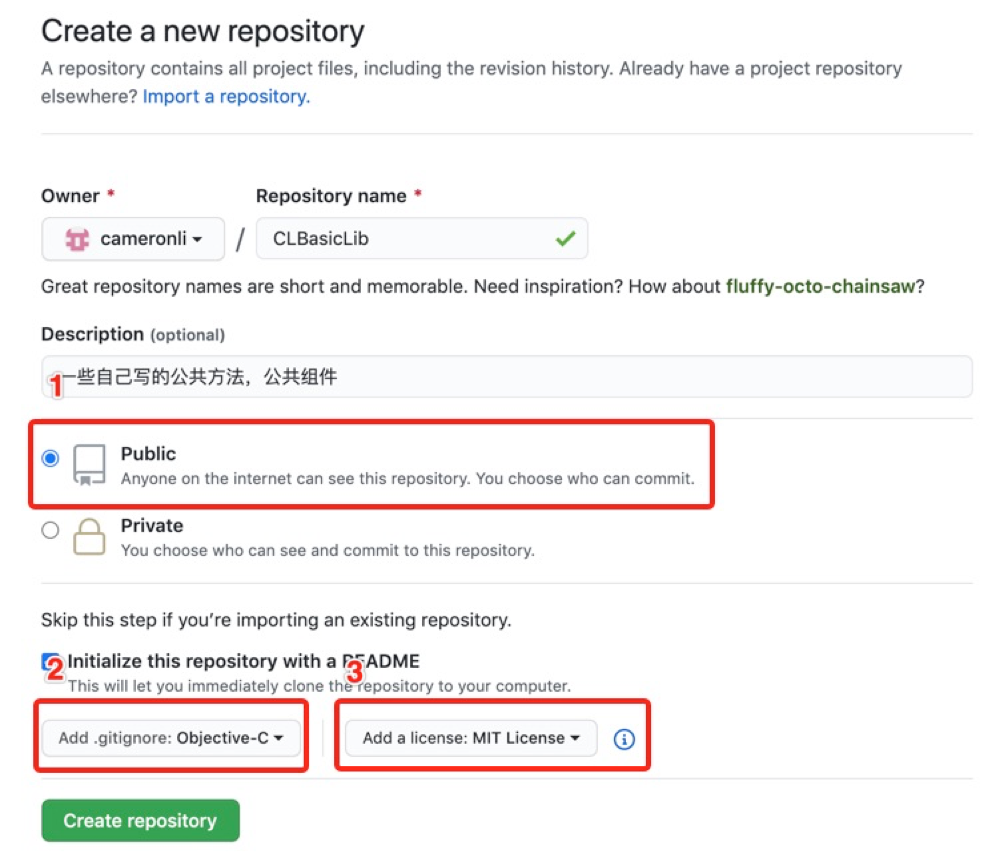 Create a new repository
A repository contains all project files, including the revision history. Already have a project repository
elsewhere? Import a repository.
Owner * Repository name *
cameronli / CLBasicLib
Great repository names are short and memorable. Need inspiration? How about fluffy-octo-chainsaw?
Description (optional)
一些自己写的公共方法，公共组件
1
Public
Anyone on the internet can see this repository. You choose who can commit.
Private
You choose who can see and commit to this repository.
Skip this step if you're importing an existing repository.
2 Initialize this repository with a README
3
This will let you immediately clone the repository to your computer.
Add .gitignore: Objective-C Add a license: MIT License
Create repository